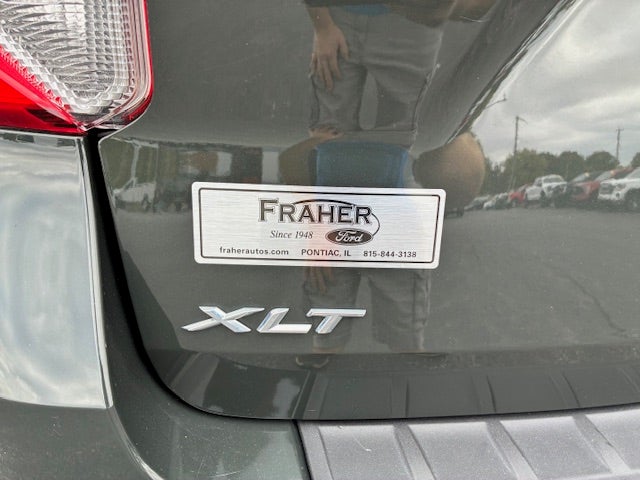 FRAHER
Since 1948 Ford
fraherautos.com PONTIAC, IL 815-844-3138
XLT